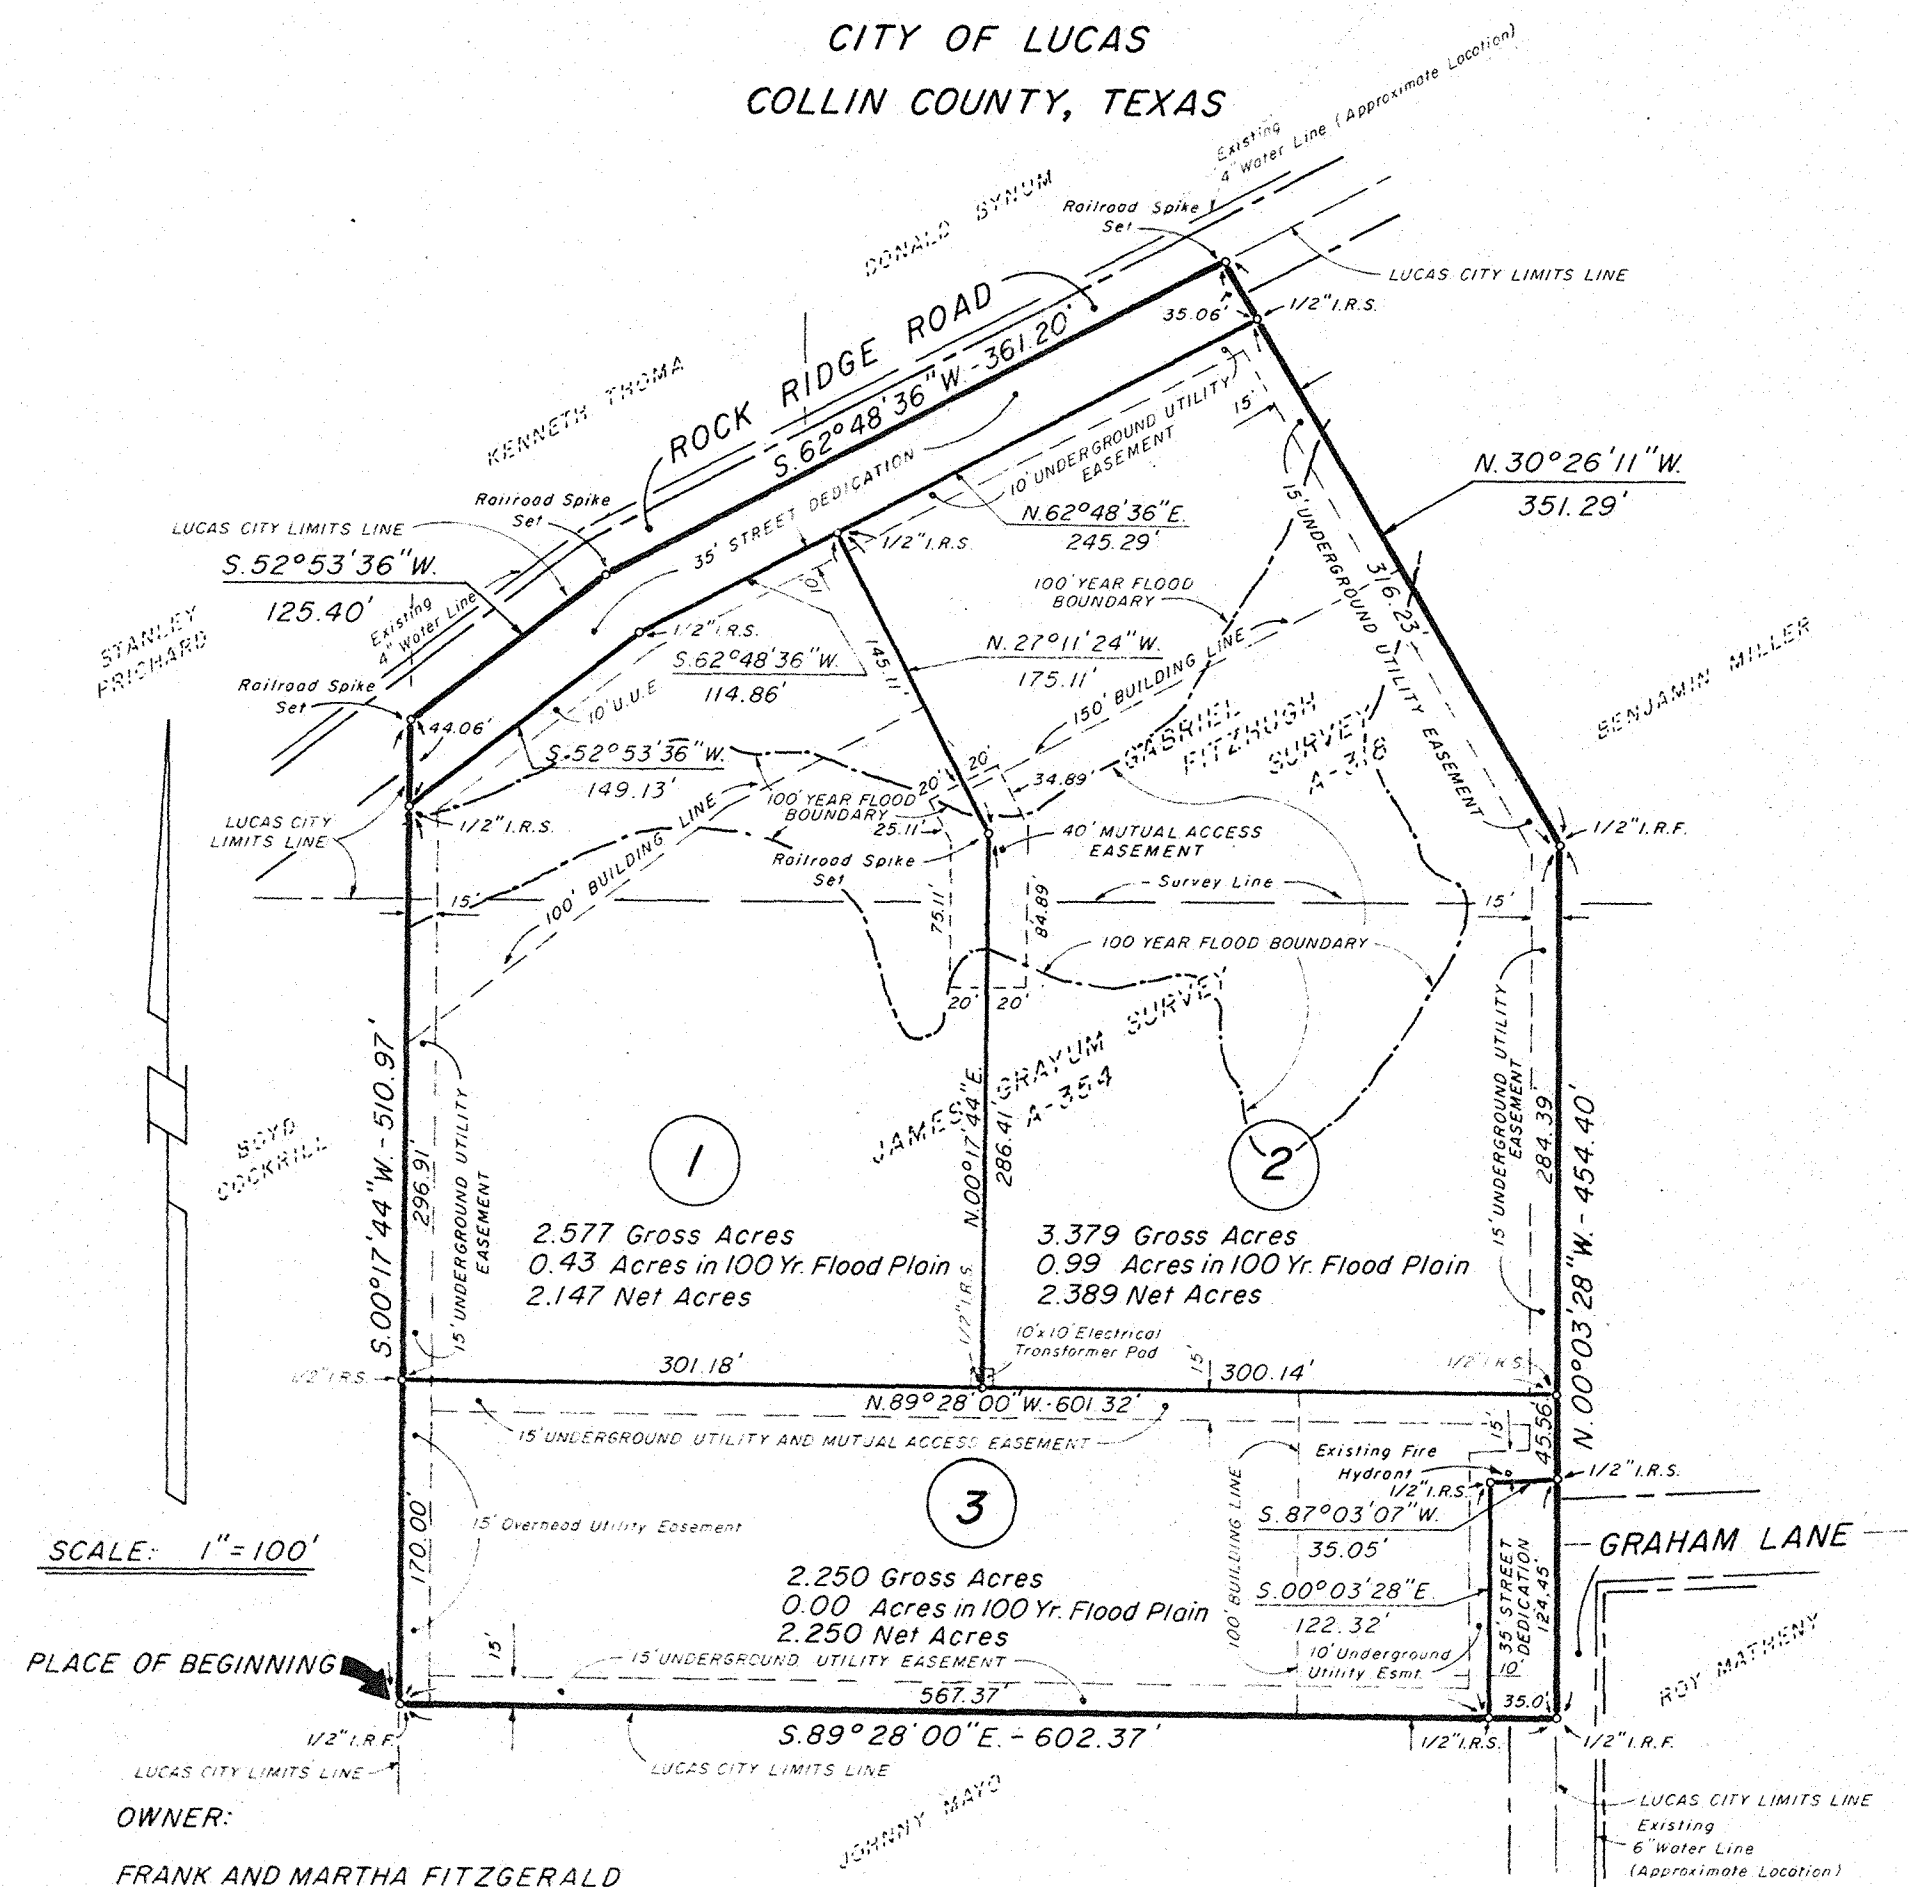 CITY OF LUCAS
COLLIN COUNTY, TEXAS
Existing
4" Water Line (Approximate Location)
DONALD BYNUM
Railroad Spike
Set
LUCAS CITY LIMITS LINE
35.06'
1/2" I.R.S.
ROCK RIDGE ROAD
S.62°48'36"W.-361.20'
KENNETH THOMA
15'
10' UNDERGROUND UTILITY
EASEMENT
35' STREET DEDICATION
N.30°26'11"W.
351.29'
Railroad Spike
Set
LUCAS CITY LIMITS LINE
S.52°53'36"W.
125.40'
Existing
4" Water Line
N.62°48'36"E.
245.29'
1/2" I.R.S.
10'
15' UNDERGROUND UTILITY EASEMENT
316.23'
100' YEAR FLOOD
BOUNDARY
STANLEY
PRICHARD
1/2" I.R.S.
S.62°48'36"W.
114.86'
145.11'
N.27°11'24"W.
175.11'
150' BUILDING LINE
BENJAMIN MILLER
Railroad Spike
Set
44.06'
10' U.U.E.
S.52°53'36"W.
149.13'
GABRIEL
FITZHUGH
SURVEY
A-318
20'
20'
34.89'
100' YEAR FLOOD
BOUNDARY
25.11'
LUCAS CITY
LIMITS LINE
1/2" I.R.S.
40' MUTUAL ACCESS
EASEMENT
1/2" I.R.F.
Railroad Spike
Set
100' BUILDING LINE
Survey Line
15'
15'
75.11'
84.89'
100 YEAR FLOOD BOUNDARY
20' 20'
JAMES GRAYUM SURVEY
A-354
S.00°17'44"W.-510.97'
296.91'
15' UNDERGROUND UTILITY
EASEMENT
N.00°17'44"E.
286.41'
15' UNDERGROUND UTILITY
EASEMENT
284.39'
N.00°03'28"W.-454.40'
BOYD
COCKRILL
1
2
2.577 Gross Acres
0.43 Acres in 100 Yr. Flood Plain
2.147 Net Acres
3.379 Gross Acres
0.99 Acres in 100 Yr. Flood Plain
2.389 Net Acres
1/2" I.R.S.
10'x10' Electrical
Transformer Pad
15'
1/2" I.R.S.
301.18'
300.14'
1/2" I.R.S.
N.89°28'00"W.-601.32'
15' UNDERGROUND UTILITY AND MUTUAL ACCESS EASEMENT
15'
45.56'
Existing Fire
Hydrant
1/2" I.R.S.
1/2" I.R.S.
3
100' BUILDING LINE
S.87°03'07"W.
35.05'
170.00'
15' Overhead Utility Easement
GRAHAM LANE
SCALE: 1"=100'
2.250 Gross Acres
0.00 Acres in 100 Yr. Flood Plain
2.250 Net Acres
S.00°03'28"E.
122.32'
35' STREET
DEDICATION
124.45'
10' Underground
Utility Esmt.
10'
15'
15' UNDERGROUND UTILITY EASEMENT
PLACE OF BEGINNING
ROY MATHENY
567.37'
35.0'
S.89°28'00"E.-602.37'
1/2" I.R.F.
1/2" I.R.S.
1/2" I.R.F.
LUCAS CITY LIMITS LINE
LUCAS CITY LIMITS LINE
JOHNNY MAYO
LUCAS CITY LIMITS LINE
Existing
6" Water Line
(Approximate Location)
OWNER:
FRANK AND MARTHA FITZGERALD